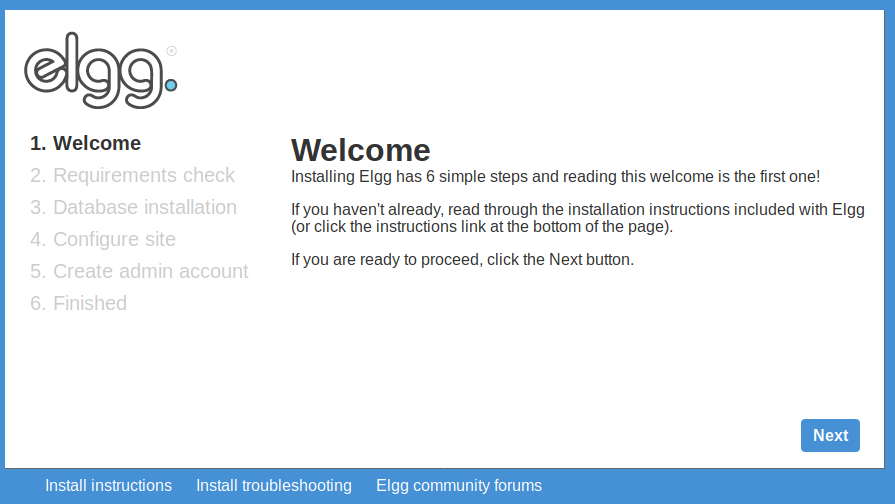 elgg.®
1. Welcome
2. Requirements check
3. Database installation
4. Configure site
5. Create admin account
6. Finished
Welcome
Installing Elgg has 6 simple steps and reading this welcome is the first one!
If you haven't already, read through the installation instructions included with Elgg
(or click the instructions link at the bottom of the page).
If you are ready to proceed, click the Next button.
Next
Install instructions
Install troubleshooting
Elgg community forums